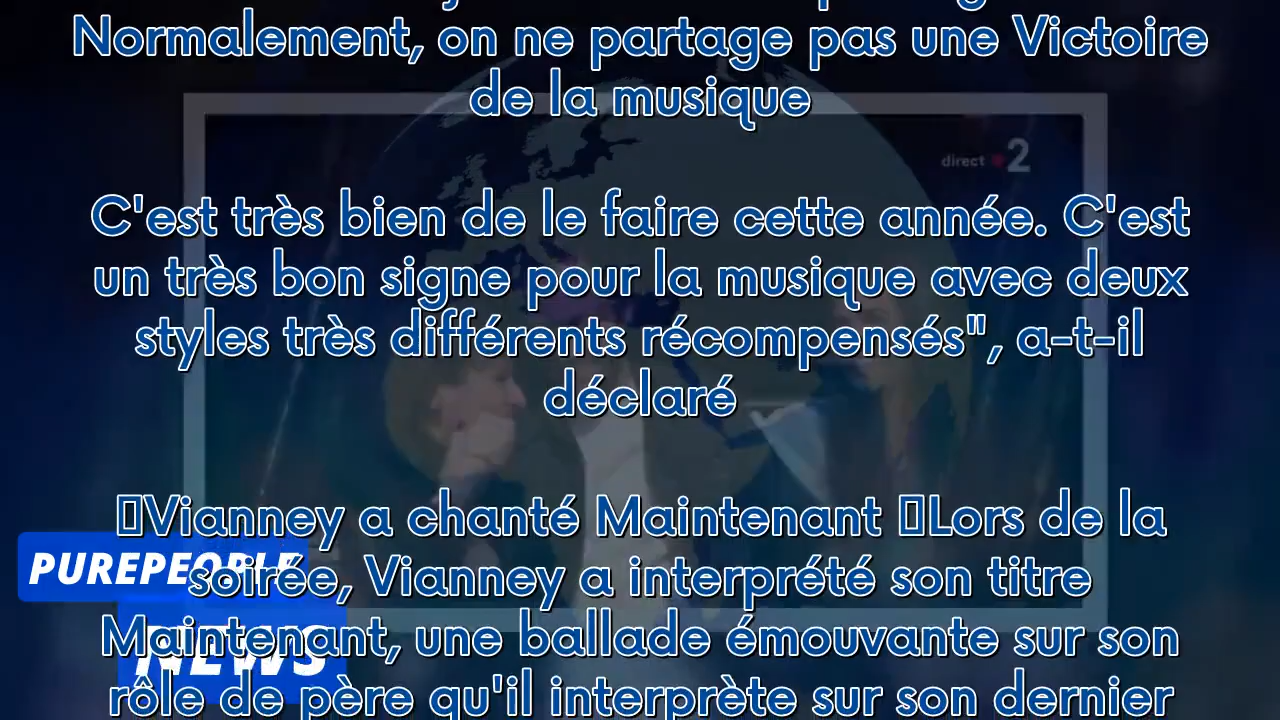 Normalement, on ne partage pas une Victoire
de la musique
direct 2
C'est très bien de le faire cette année. C'est
un très bon signe pour la musique avec deux
styles très différents récompensés", a-t-il
déclaré
Vianney a chanté Maintenant Lors de la
PUREPEOPLE
soirée, Vianney a interprété son titre
Maintenant, une ballade émouvante sur son
NEWS
rôle de père qu'il interprète sur son dernier